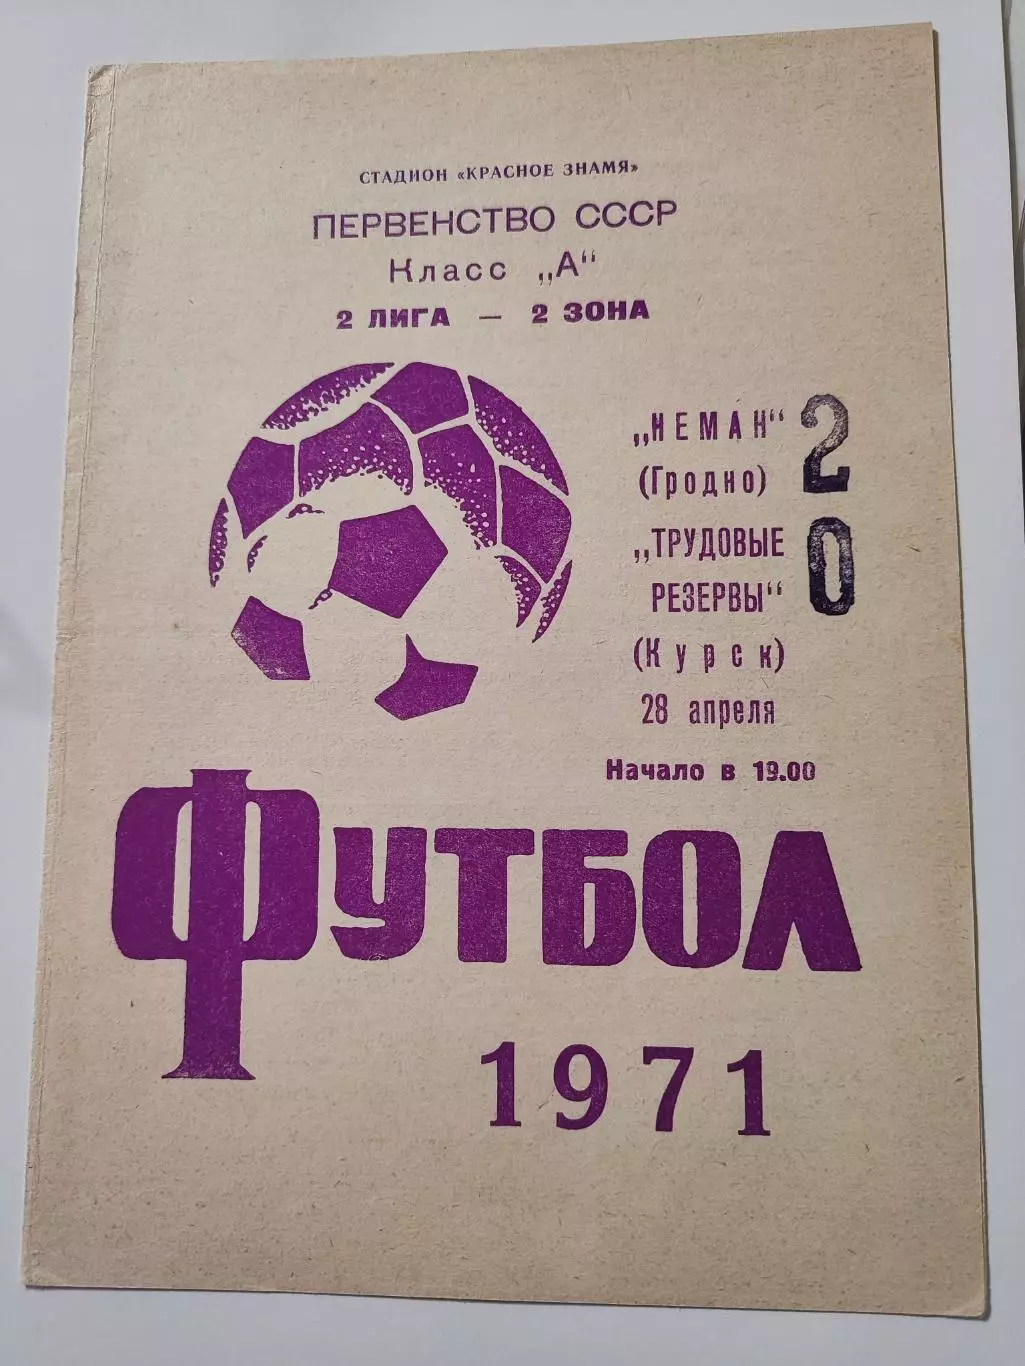 СТАДИОН «КРАСНОЕ ЗНАМЯ»
ПЕРВЕНСТВО СССР
Класс „А“
2 ЛИГА — 2 ЗОНА
„НЕМАН“ 2
(Гродно)
„ТРУДОВЫЕ 0
РЕЗЕРВЫ“
(Курск)
28 апреля
Начало в 19.00
ФУТБОЛ
1971